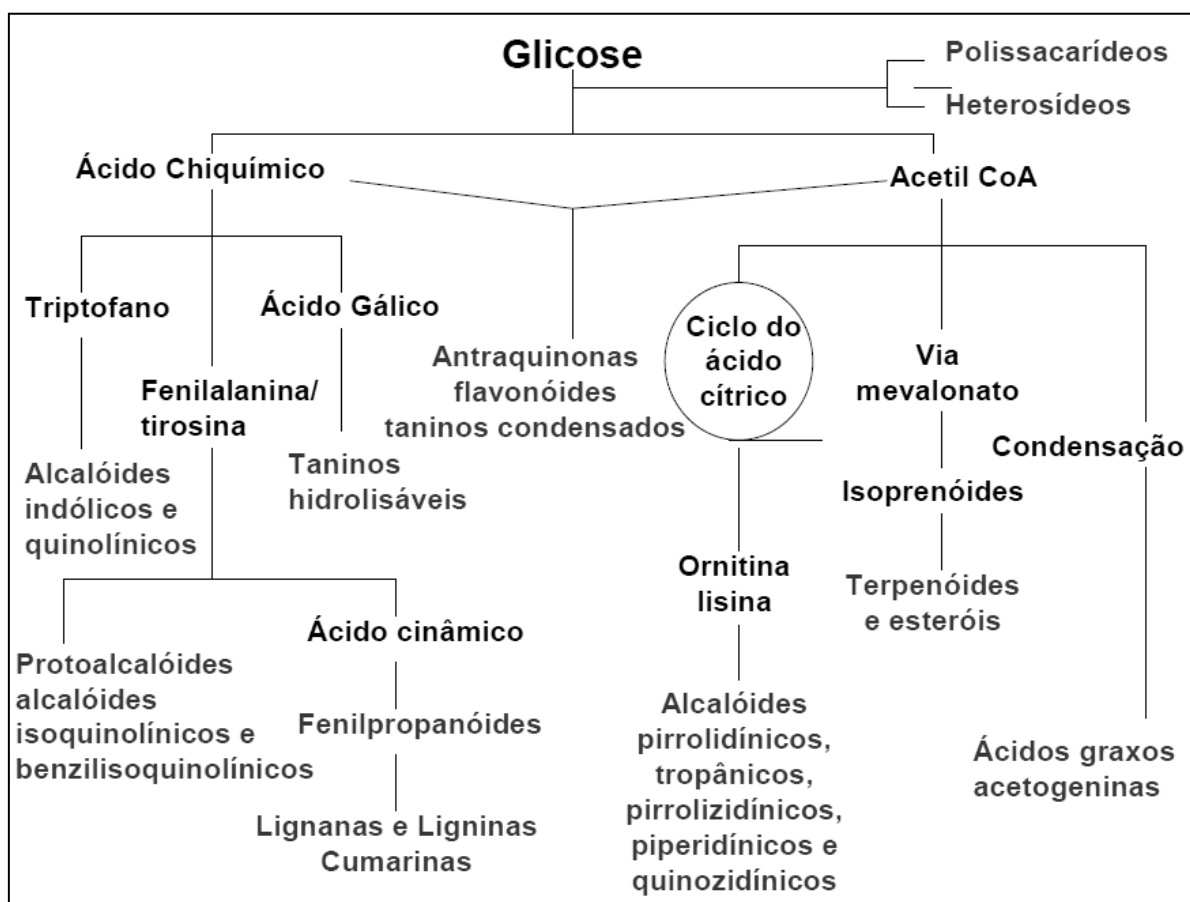 Glicose
Polissacarídeos
Heterosídeos
Ácido Chiquímico
Acetil CoA
Triptofano
Ácido Gálico
Fenilalanina/
tirosina
Antraquinonas
flavonóides
taninos condensados
Ciclo do
ácido
cítrico
Via
mevalonato
Condensação
Alcalóides
indólicos e
quinolínicos
Taninos
hidrolisáveis
Isoprenóides
Ornitina
lisina
Terpenóides
e esteróis
Ácido cinâmico
Protoalcalóides
alcalóides
isoquinolínicos e
benzilisoquinolínicos
Fenilpropanóides
Lignanas e Ligninas
Cumarinas
Alcalóides
pirrolidínicos,
tropânicos,
pirrolizidínicos,
piperidínicos e
quinozidínicos
Ácidos graxos
acetogeninas